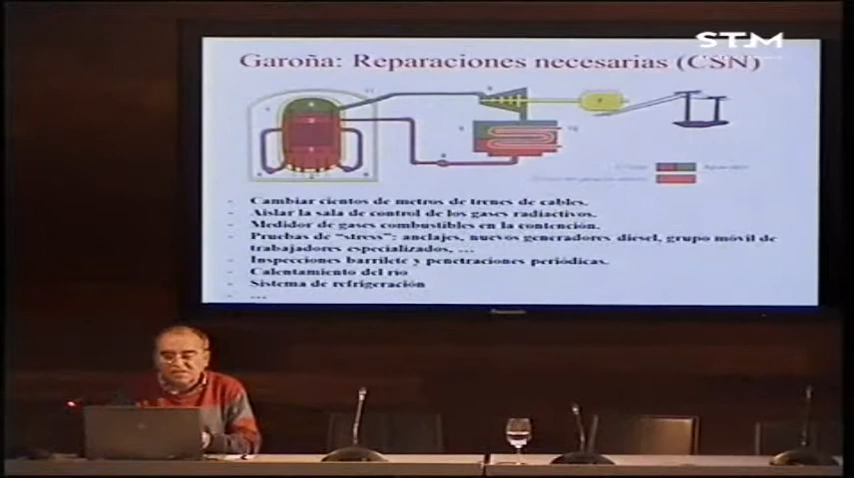 STM
Garoña: Reparaciones necesarias (CSN)
- Cambiar cientos de metros de trenes de cables.
- Aislar la sala de control de los gases radiactivos.
- Medidor de gases combustibles en la contención.
- Pruebas de “stress”: anclajes, nuevos generadores diesel, grupo móvil de
trabajadores especializados, ...
- Inspecciones barrilete y penetraciones periódicas.
- Calentamiento del río
- Sistema de refrigeración
- ...